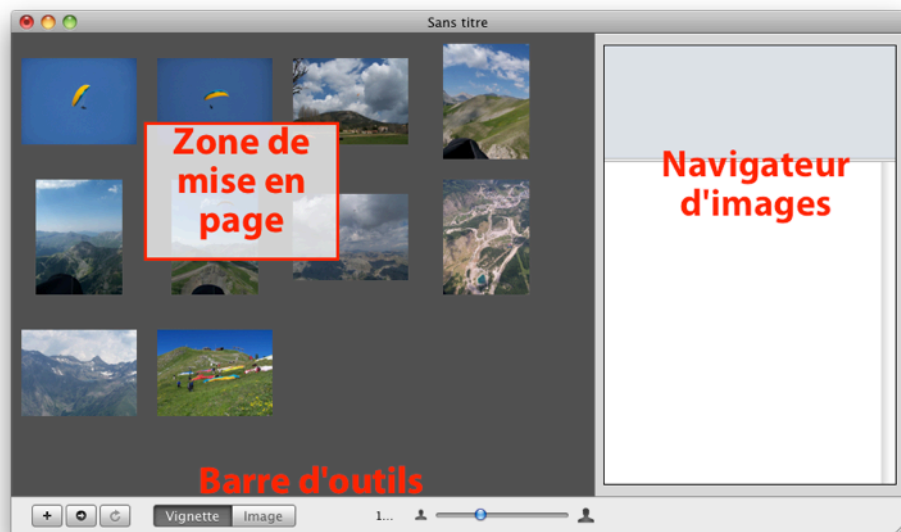 Sans titre
Zone de
mise en
page
Navigateur
d'images
Barre d'outils
Vignette
Image
1...